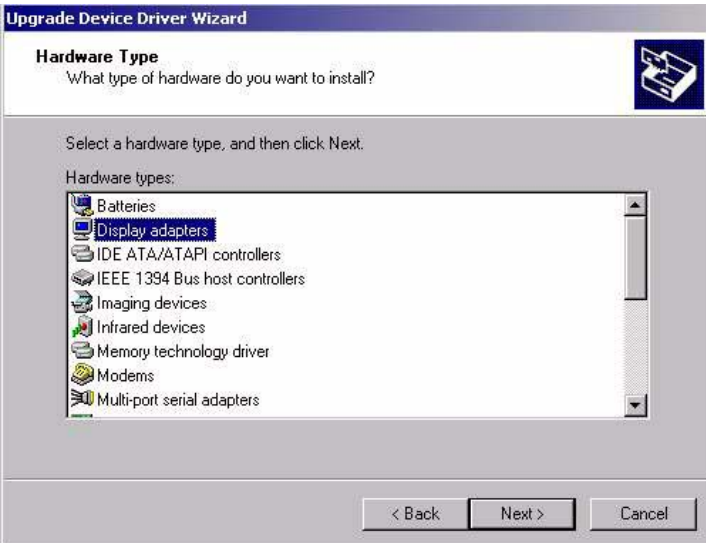 Upgrade Device Driver Wizard
Hardware Type
What type of hardware do you want to install?
Select a hardware type, and then click Next.
Hardware types:
Batteries
Display adapters
IDE ATA/ATAPI controllers
IEEE 1394 Bus host controllers
Imaging devices
Infrared devices
Memory technology driver
Modems
Multi-port serial adapters
< Back Next > Cancel